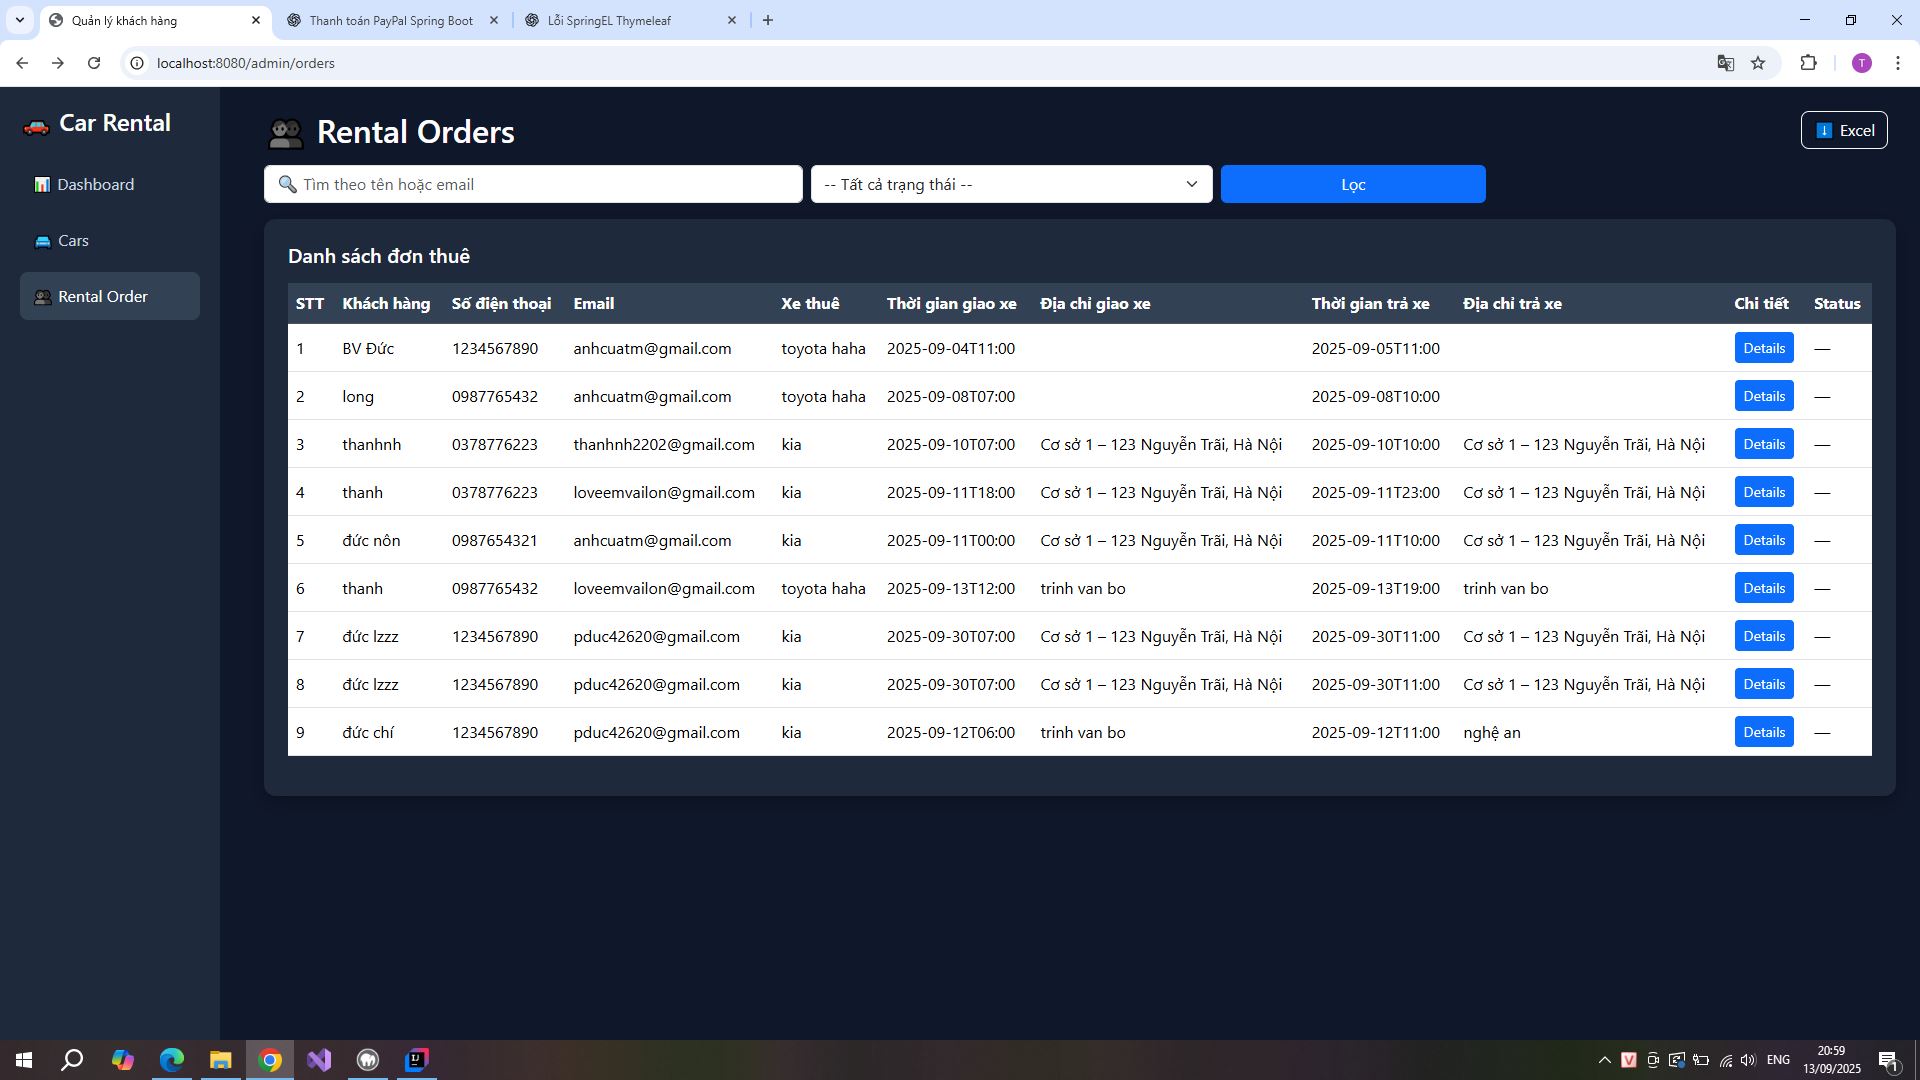 Quản lý khách hàng
Thanh toán PayPal Spring Boot
Lỗi SpringEL Thymeleaf
localhost:8080/admin/orders
T
Car Rental
Dashboard
Cars
Rental Order
Rental Orders
Excel
Tìm theo tên hoặc email
-- Tất cả trạng thái --
Lọc
Danh sách đơn thuê
STT Khách hàng Số điện thoại Email Xe thuê Thời gian giao xe Địa chỉ giao xe Thời gian trả xe Địa chỉ trả xe Chi tiết Status
1 BV Đức 1234567890 anhcuatm@gmail.com toyota haha 2025-09-04T11:00 2025-09-05T11:00 Details —
2 long 0987765432 anhcuatm@gmail.com toyota haha 2025-09-08T07:00 2025-09-08T10:00 Details —
3 thanhnh 0378776223 thanhnh2202@gmail.com kia 2025-09-10T07:00 Cơ sở 1 – 123 Nguyễn Trãi, Hà Nội 2025-09-10T10:00 Cơ sở 1 – 123 Nguyễn Trãi, Hà Nội Details —
4 thanh 0378776223 loveemvailon@gmail.com kia 2025-09-11T18:00 Cơ sở 1 – 123 Nguyễn Trãi, Hà Nội 2025-09-11T23:00 Cơ sở 1 – 123 Nguyễn Trãi, Hà Nội Details —
5 đức nôn 0987654321 anhcuatm@gmail.com kia 2025-09-11T00:00 Cơ sở 1 – 123 Nguyễn Trãi, Hà Nội 2025-09-11T10:00 Cơ sở 1 – 123 Nguyễn Trãi, Hà Nội Details —
6 thanh 0987765432 loveemvailon@gmail.com toyota haha 2025-09-13T12:00 trinh van bo 2025-09-13T19:00 trinh van bo Details —
7 đức lzzz 1234567890 pduc42620@gmail.com kia 2025-09-30T07:00 Cơ sở 1 – 123 Nguyễn Trãi, Hà Nội 2025-09-30T11:00 Cơ sở 1 – 123 Nguyễn Trãi, Hà Nội Details —
8 đức lzzz 1234567890 pduc42620@gmail.com kia 2025-09-30T07:00 Cơ sở 1 – 123 Nguyễn Trãi, Hà Nội 2025-09-30T11:00 Cơ sở 1 – 123 Nguyễn Trãi, Hà Nội Details —
9 đức chí 1234567890 pduc42620@gmail.com kia 2025-09-12T06:00 trinh van bo 2025-09-12T11:00 nghệ an Details —
V
ENG
20:59
13/09/2025
1